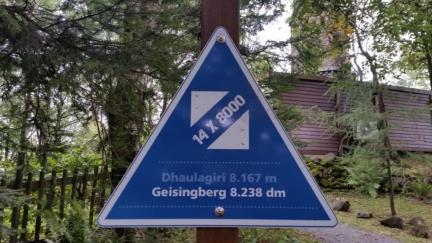 14 X 8000
Dhaulagiri 8.167 m
Geisingberg 8.238 dm